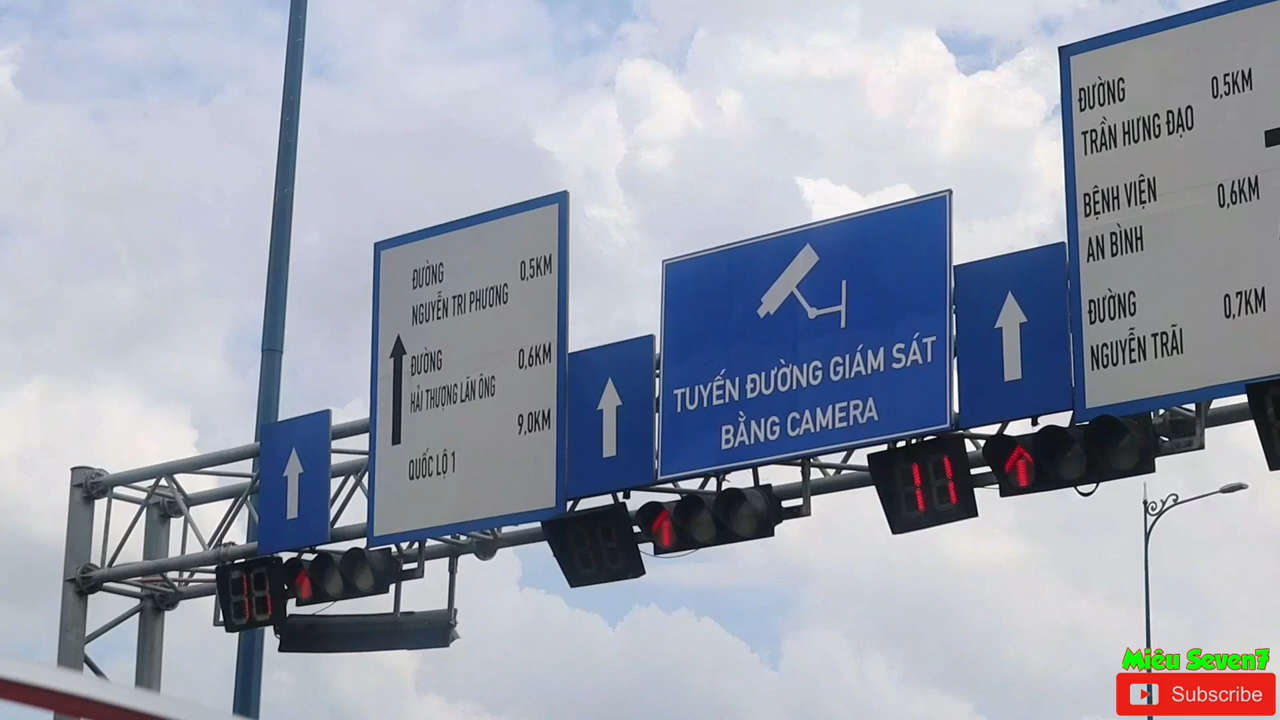 ĐƯỜNG 0,5KM
NGUYỄN TRI PHƯƠNG
ĐƯỜNG 0,6KM
HẢI THƯỢNG LÃN ÔNG
9,0KM
QUỐC LỘ 1
TUYẾN ĐƯỜNG GIÁM SÁT
BẰNG CAMERA
ĐƯỜNG 0,5KM
TRẦN HƯNG ĐẠO
BỆNH VIỆN 0,6KM
AN BÌNH
ĐƯỜNG 0,7KM
NGUYỄN TRÃI
11
11
Miêu Seven7
Subscribe